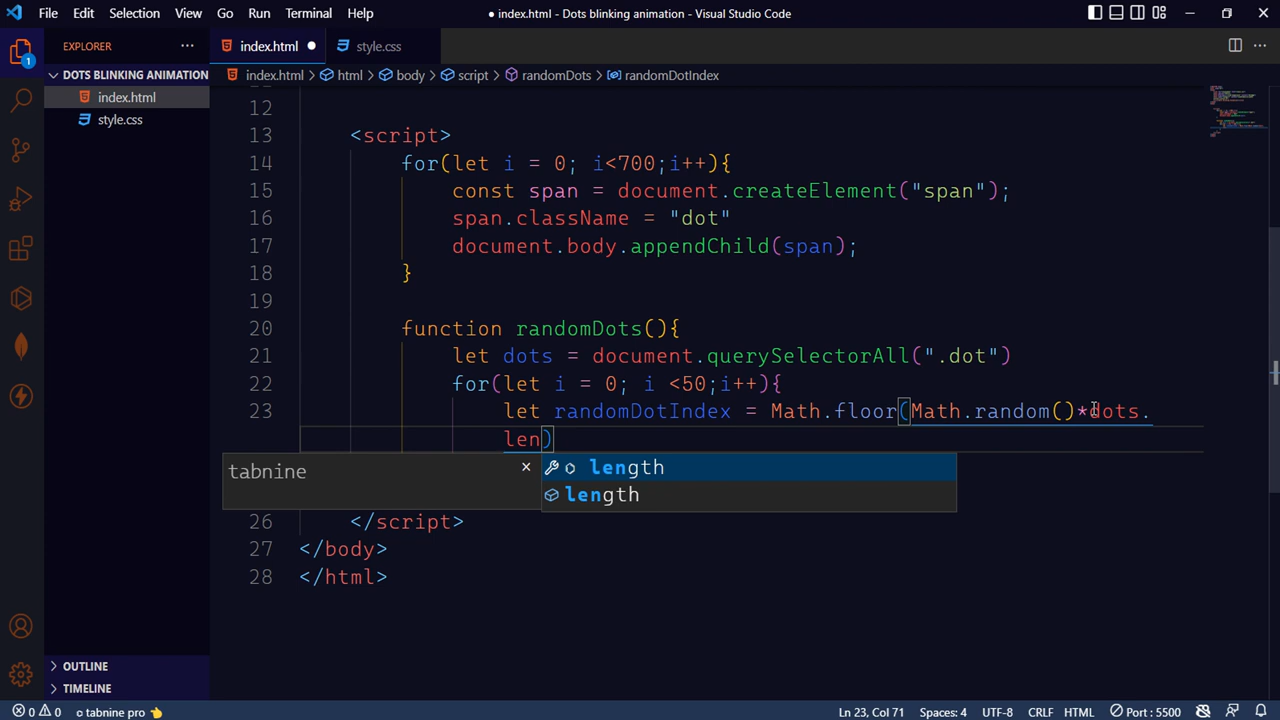 File Edit Selection View Go Run Terminal Help
● index.html - Dots blinking animation - Visual Studio Code
EXPLORER
index.html
style.css
DOTS BLINKING ANIMATION
index.html > html > body > script > randomDots > randomDotIndex
index.html
style.css
12
13 <script>
14 for(let i = 0; i<700;i++){
15 const span = document.createElement("span");
16 span.className = "dot"
17 document.body.appendChild(span);
18 }
19
20 function randomDots(){
21 let dots = document.querySelectorAll(".dot")
22 for(let i = 0; i <50;i++){
23 let randomDotIndex = Math.floor(Math.random()*dots.
len)
tabnine
length
length
26 </script>
27 </body>
28 </html>
OUTLINE
TIMELINE
0 0 tabnine pro 👈
Ln 23, Col 71 Spaces: 4 UTF-8 CRLF HTML Port : 5500
1